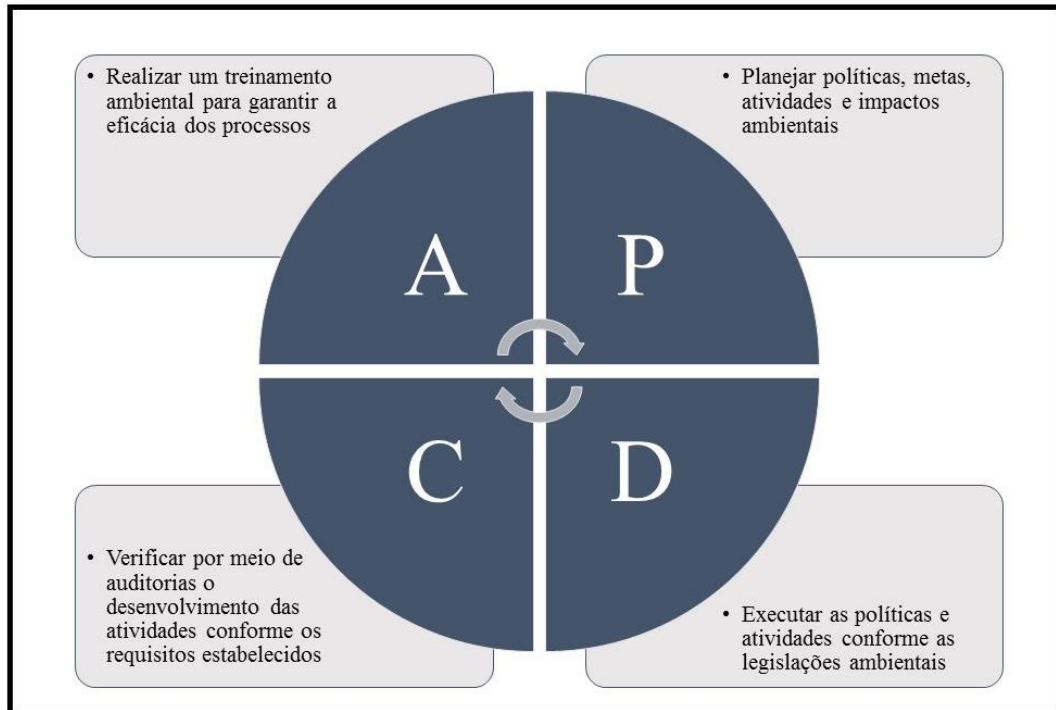 • Realizar um treinamento
ambiental para garantir a
eficácia dos processos
• Planejar políticas, metas,
atividades e impactos
ambientais
A
P
C
D
• Verificar por meio de
auditorias o
desenvolvimento das
atividades conforme os
requisitos estabelecidos
• Executar as políticas e
atividades conforme as
legislações ambientais